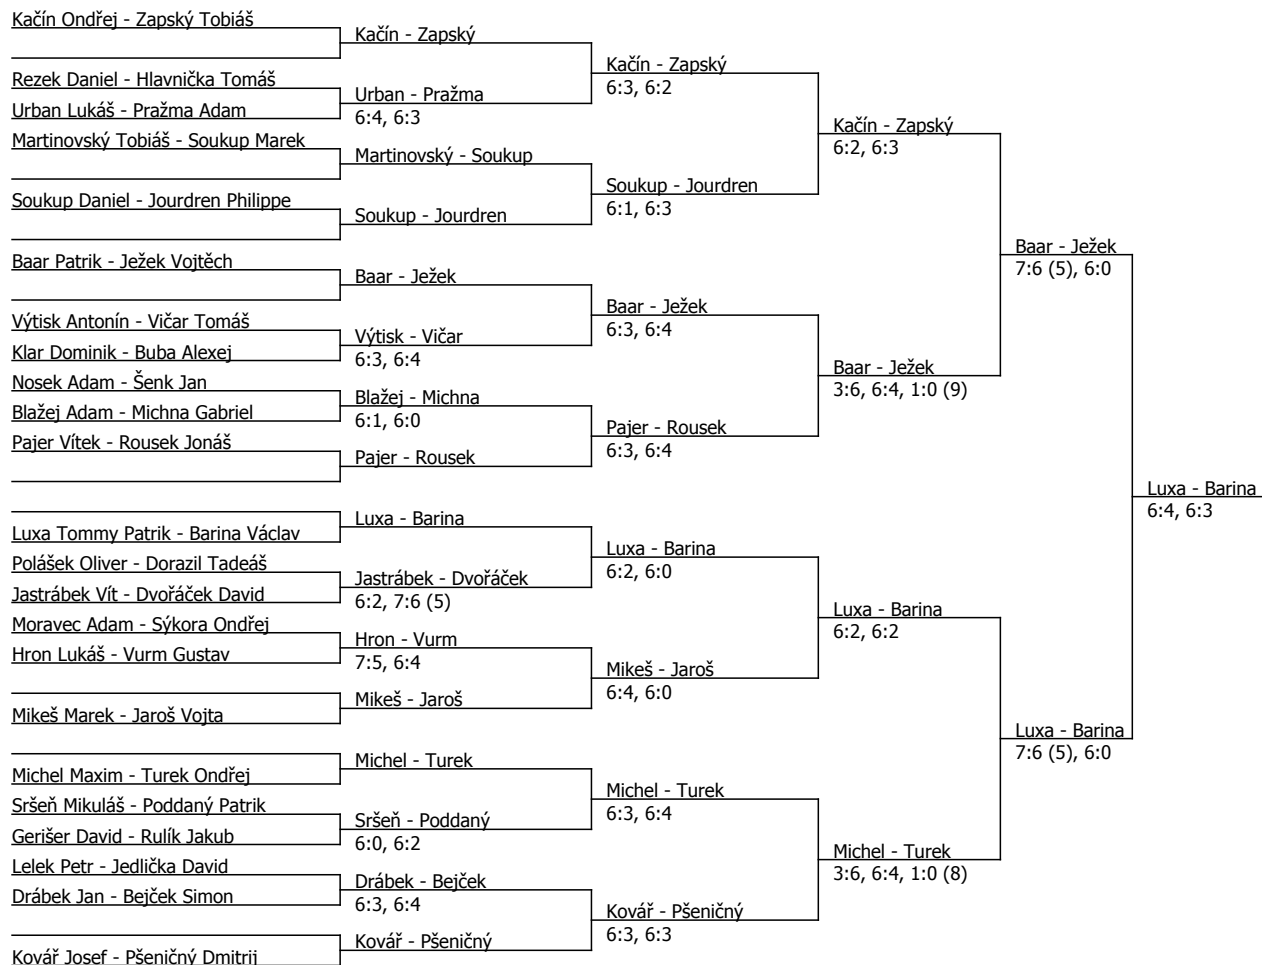 Kačín Ondřej - Zapský Tobiáš
Rezek Daniel - Hlavnička Tomáš
Urban Lukáš - Pražma Adam
Martinovský Tobiáš - Soukup Marek
Soukup Daniel - Jourdren Philippe
Baar Patrik - Ježek Vojtěch
Výtisk Antonín - Vičar Tomáš
Klar Dominik - Buba Alexej
Nosek Adam - Šenk Jan
Blažej Adam - Michna Gabriel
Pajer Vítek - Rousek Jonáš
Luxa Tommy Patrik - Barina Václav
Polášek Oliver - Dorazil Tadeáš
Jastrábek Vít - Dvořáček David
Moravec Adam - Sýkora Ondřej
Hron Lukáš - Vurm Gustav
Mikeš Marek - Jaroš Vojta
Michel Maxim - Turek Ondřej
Sršeň Mikuláš - Poddaný Patrik
Gerišer David - Rulík Jakub
Lelek Petr - Jedlička David
Drábek Jan - Bejček Simon
Kovář Josef - Pšeničný Dmitrij
Kačín - Zapský
Urban - Pražma
6:4, 6:3
Martinovský - Soukup
Soukup - Jourdren
Baar - Ježek
Výtisk - Vičar
6:3, 6:4
Blažej - Michna
6:1, 6:0
Pajer - Rousek
Luxa - Barina
Jastrábek - Dvořáček
6:2, 7:6 (5)
Hron - Vurm
7:5, 6:4
Mikeš - Jaroš
Michel - Turek
Sršeň - Poddaný
6:0, 6:2
Drábek - Bejček
6:3, 6:4
Kovář - Pšeničný
Kačín - Zapský
6:3, 6:2
Soukup - Jourdren
6:1, 6:3
Baar - Ježek
6:3, 6:4
Pajer - Rousek
6:3, 6:4
Luxa - Barina
6:2, 6:0
Mikeš - Jaroš
6:4, 6:0
Michel - Turek
6:3, 6:4
Kovář - Pšeničný
6:3, 6:3
Kačín - Zapský
6:2, 6:3
Baar - Ježek
3:6, 6:4, 1:0 (9)
Luxa - Barina
6:2, 6:2
Michel - Turek
3:6, 6:4, 1:0 (8)
Baar - Ježek
7:6 (5), 6:0
Luxa - Barina
7:6 (5), 6:0
Luxa - Barina
6:4, 6:3